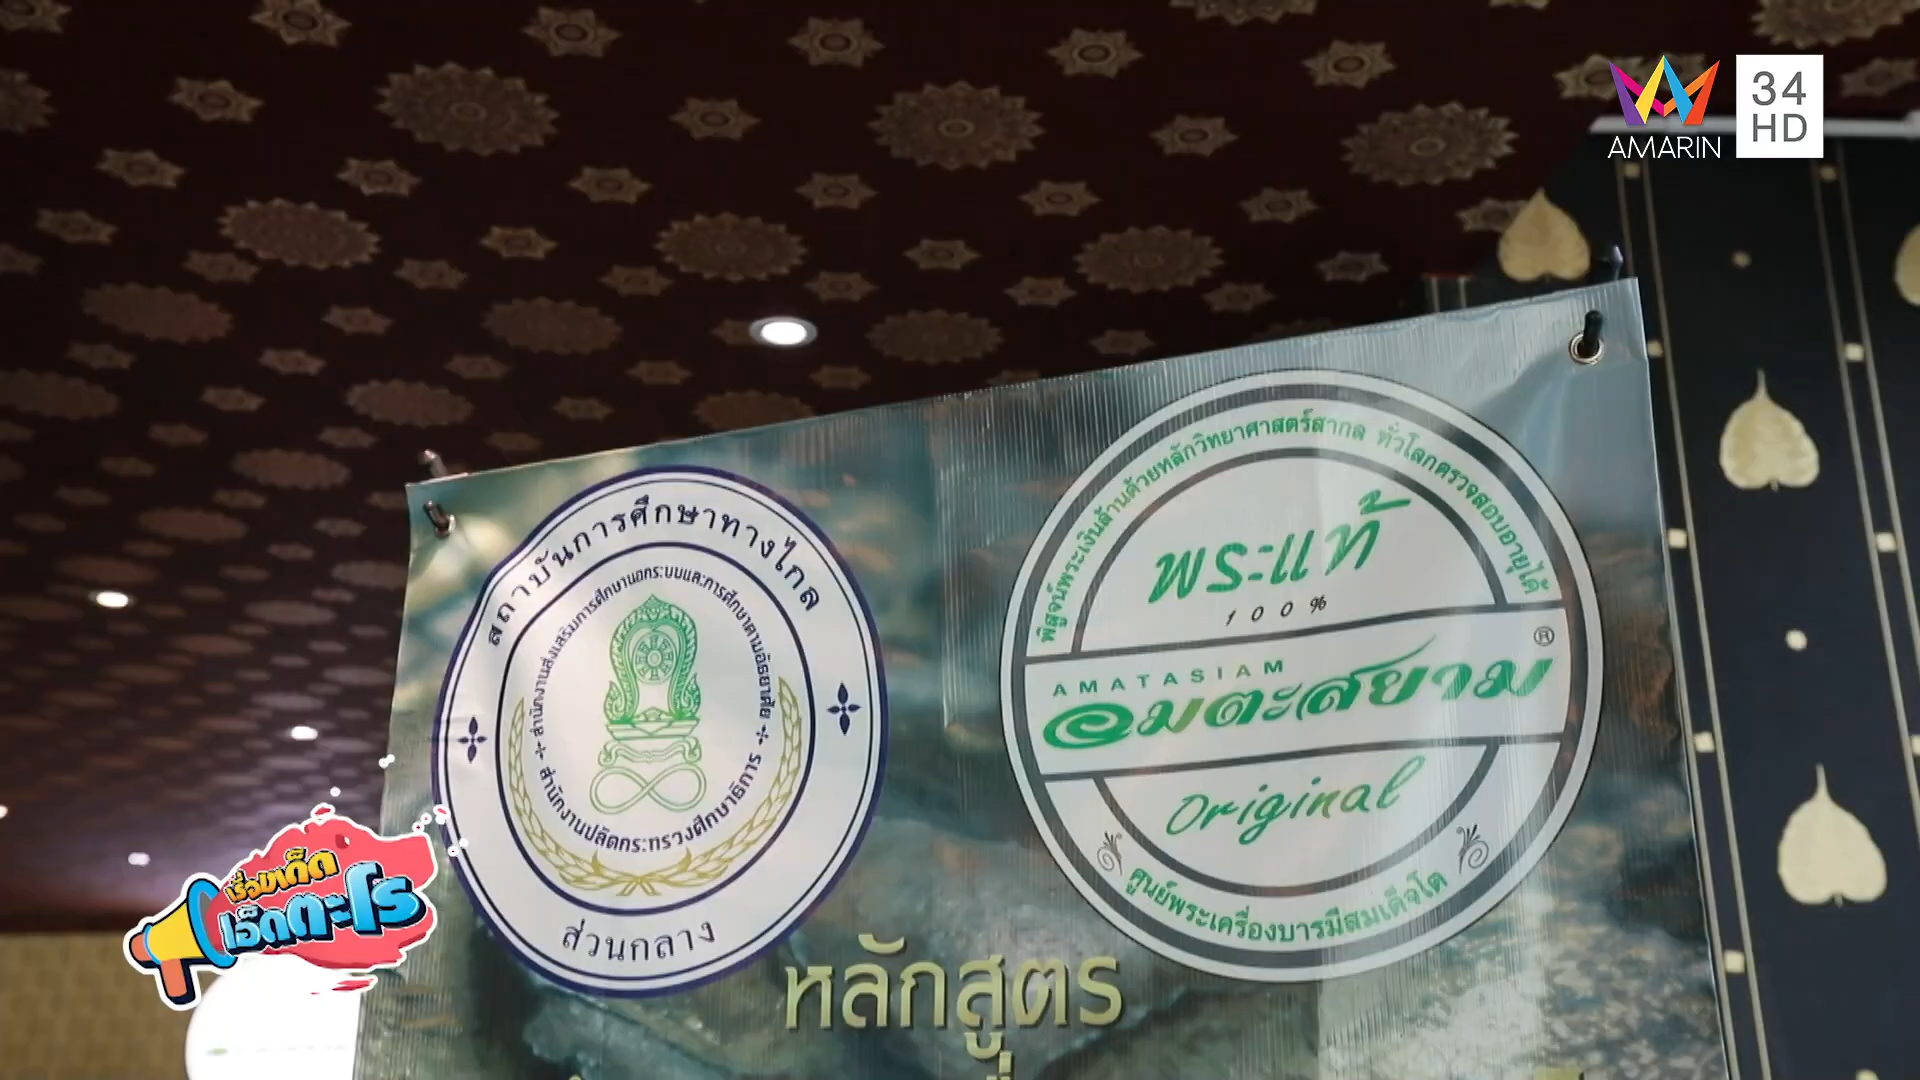 AMARIN
34
HD
สถาบันการศึกษาทางไกล
สำนักงานส่งเสริมการศึกษานอกระบบและการศึกษาตามอัธยาศัย
สำนักงานปลัดกระทรวงศึกษาธิการ
ส่วนกลาง
พิสูจน์พระเงินล้านด้วยหลักวิทยาศาสตร์สากล ทั่วโลกตรวจสอบอายุได้
พระแท้
100%
AMATASIAM
อมตะสยาม®
Original
ศูนย์พระเครื่องบารมีสมเด็จโต
หลักสูตร
เรื่องเด็ด
เอ็ดตะโร